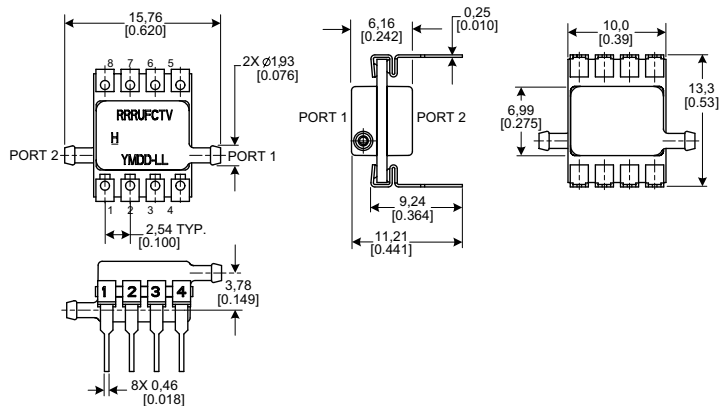 15,76
[0.620]
8 7 6 5
2X ø1,93
[0.076]
RRRUFCTV
H
YMDD-LL
PORT 2
PORT 1
1 2 3 4
2,54 TYP.
[0.100]
6,16
[0.242]
0,25
[0.010]
PORT 1
PORT 2
9,24
[0.364]
11,21
[0.441]
10,0
[0.39]
13,3
[0.53]
6,99
[0.275]
1 2 3 4
3,78
[0.149]
8X 0,46
[0.018]